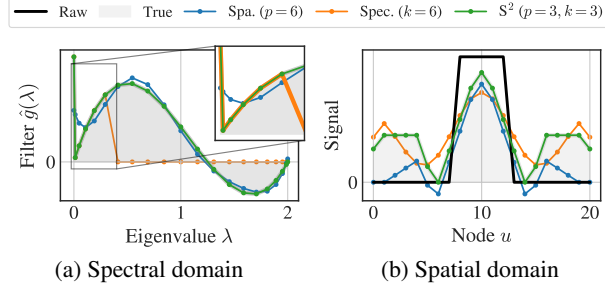 Raw True Spa. (p = 6) Spec. (k = 6) S² (p = 3, k = 3)
Filter ĝ(λ)
0
0 1 2
Eigenvalue λ
(a) Spectral domain
Signal
0
0 10 20
Node u
(b) Spatial domain